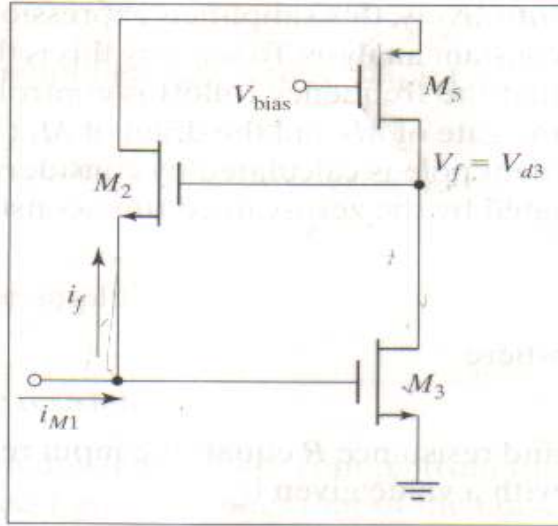 V_bias
M_5
M_2
V_f = V_d3
i_f
M_3
i_M1